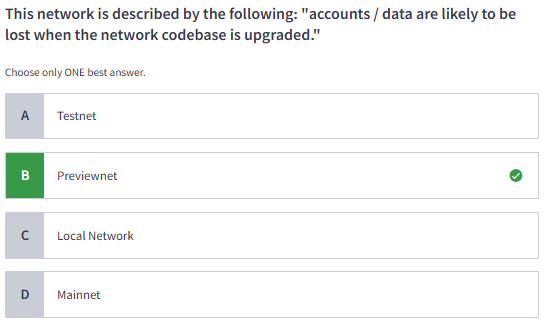 This network is described by the following: "accounts / data are likely to be
lost when the network codebase is upgraded."
Choose only ONE best answer.
A Testnet
B Previewnet
C Local Network
D Mainnet